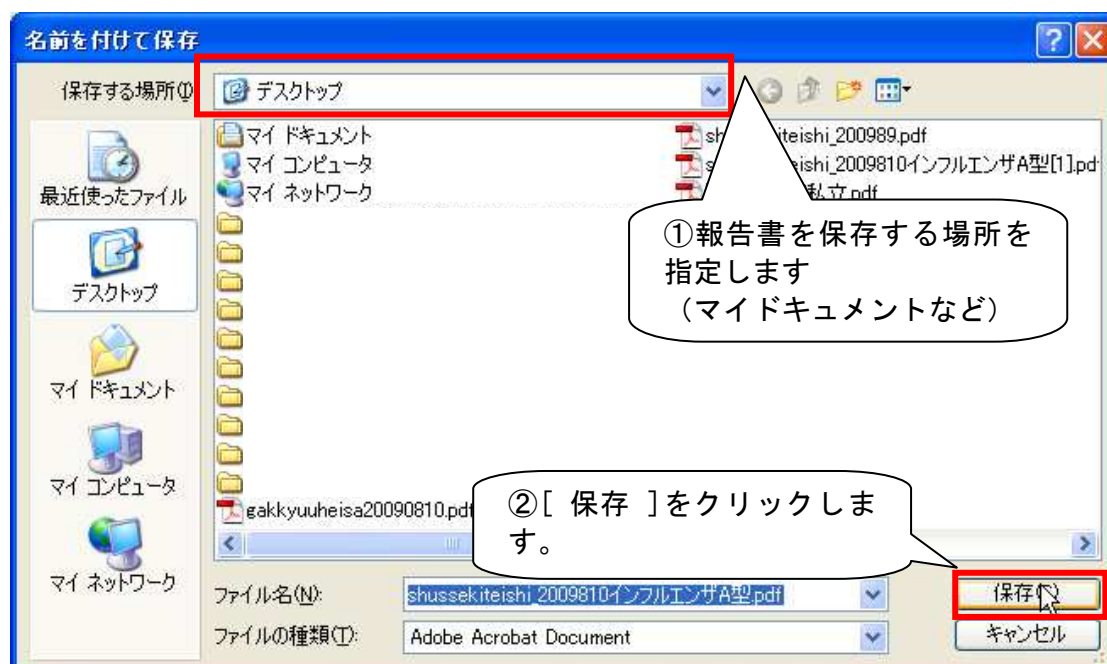 名前を付けて保存
保存する場所(I)
デスクトップ
最近使ったファイル
デスクトップ
マイ ドキュメント
マイ コンピュータ
マイ ネットワーク
マイ ドキュメント
マイ コンピュータ
マイ ネットワーク
gakkyuuheisa20090810.pdf
sh iteishi_200989.pdf
s ishi_2009810インフルエンザA型[1].pd
私立.pdf
①報告書を保存する場所を
指定します
（マイドキュメントなど）
②[ 保存 ]をクリックしま
す。
ファイル名(N):
shussekiteishi_2009810インフルエンザA型.pdf
保存
ファイルの種類(T):
Adobe Acrobat Document
キャンセル